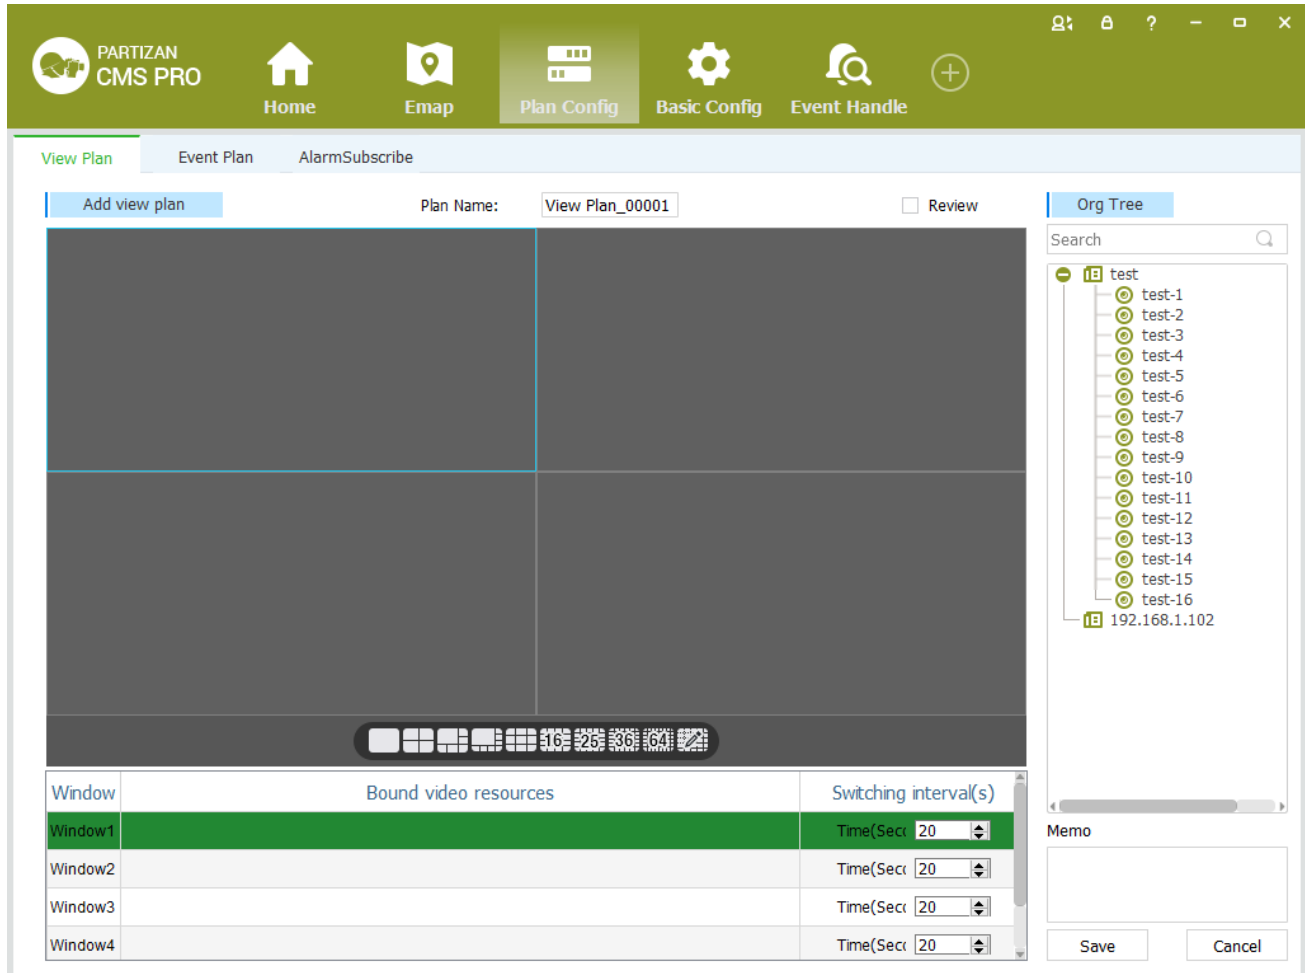 ?
PARTIZAN
CMS PRO
Home
Emap
Plan Config
Basic Config
Event Handle
View Plan
Event Plan
AlarmSubscribe
Add view plan
Plan Name:
View Plan_00001
Review
Org Tree
Search
test
test-1
test-2
test-3
test-4
test-5
test-6
test-7
test-8
test-9
test-10
test-11
test-12
test-13
test-14
test-15
test-16
192.168.1.102
16 25 36 64
Window
Bound video resources
Switching interval(s)
Window1
Time(Sec
20
Window2
Time(Sec
20
Window3
Time(Sec
20
Window4
Time(Sec
20
Memo
Save
Cancel